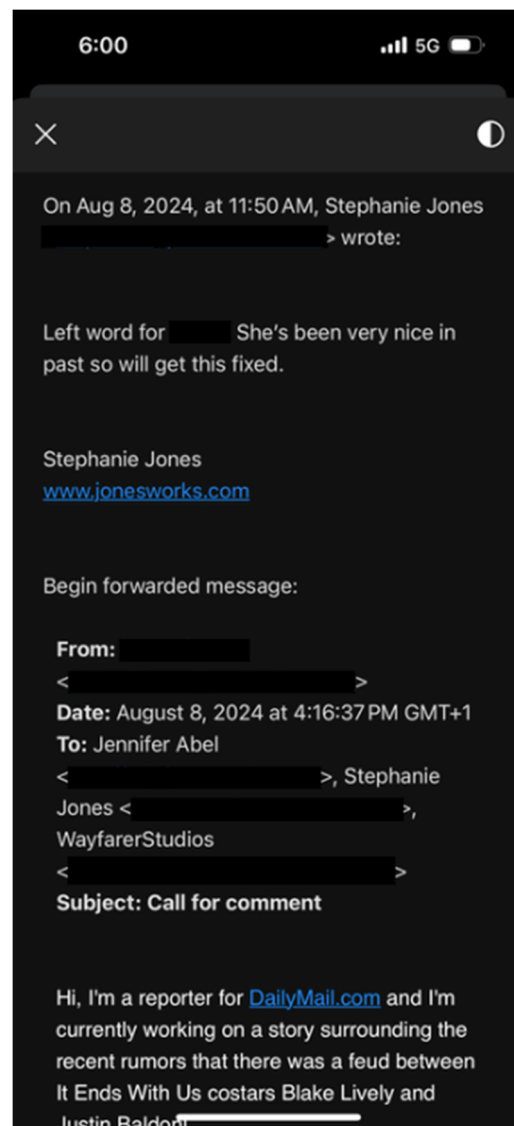 6:00
5G
On Aug 8, 2024, at 11:50 AM, Stephanie Jones
> wrote:
Left word for She's been very nice in
past so will get this fixed.
Stephanie Jones
www.jonesworks.com
Begin forwarded message:
From:
< >
Date: August 8, 2024 at 4:16:37 PM GMT+1
To: Jennifer Abel
< >, Stephanie
Jones < >,
WayfarerStudios
< >
Subject: Call for comment
Hi, I'm a reporter for DailyMail.com and I'm
currently working on a story surrounding the
recent rumors that there was a feud between
It Ends With Us costars Blake Lively and
Justin Baldoni